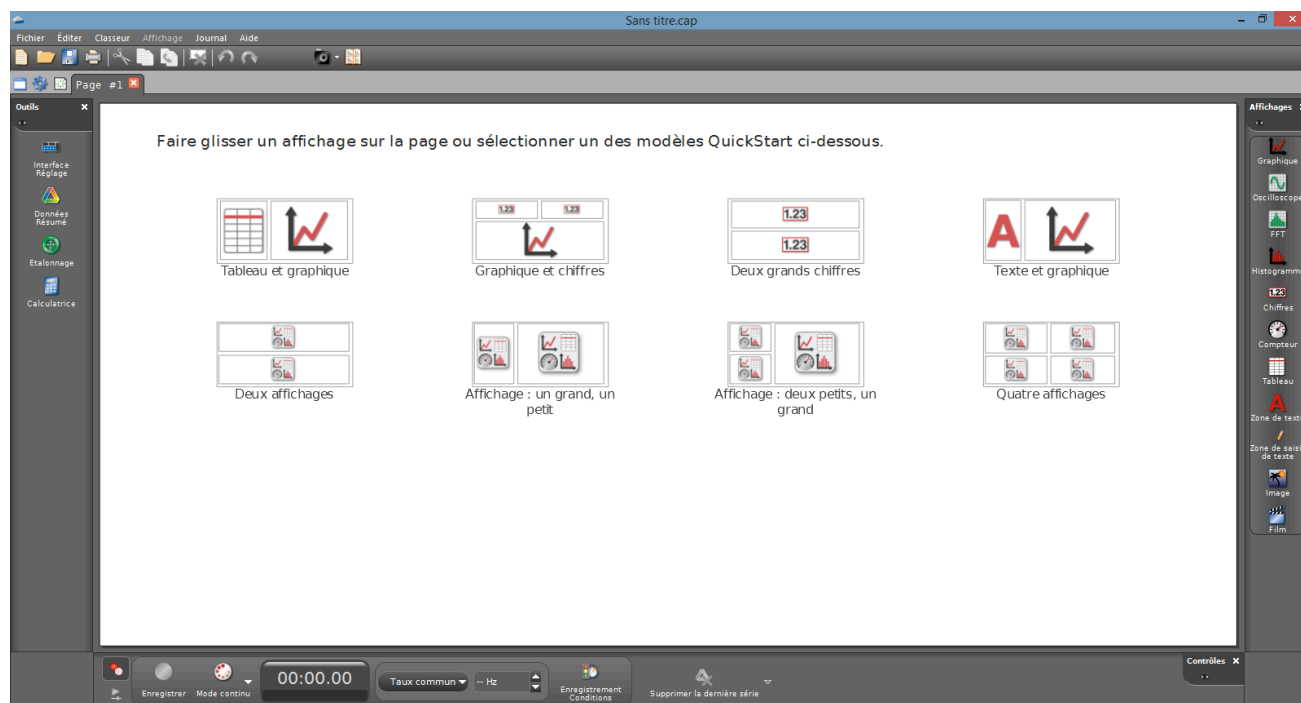 Sans titre.cap
Fichier Éditer Classeur Affichage Journal Aide
Page #1
Outils
Interface
Réglage
Données
Résumé
Etalonnage
Calculatrice
Faire glisser un affichage sur la page ou sélectionner un des modèles QuickStart ci-dessous.
1.23 1.23
1.23
1.23
A
Tableau et graphique
Graphique et chiffres
Deux grands chiffres
Texte et graphique
Deux affichages
Affichage : un grand, un
petit
Affichage : deux petits, un
grand
Quatre affichages
Affichages
Graphique
Oscilloscope
FFT
Histogramme
1.23
Chiffres
Compteur
Tableau
A
Zone de text
Zone de saisi
de texte
Image
Film
Enregistrer
Mode continu
00:00.00
Taux commun
-- Hz
Enregistrement
Conditions
Supprimer la dernière série
Contrôles